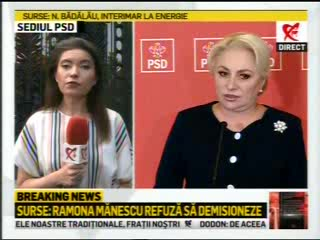 SURSE: N. BĂDĂLĂU, INTERIMAR LA ENERGIE
SEDIUL PSD
DIRECT
PSD
PSD
BREAKING NEWS
SURSE: RAMONA MĂNESCU REFUZĂ SĂ DEMISIONEZE
ELE NOASTRE TRADIȚIONALE, FRAȚII NOȘTRI
DODON: DE ACEEA